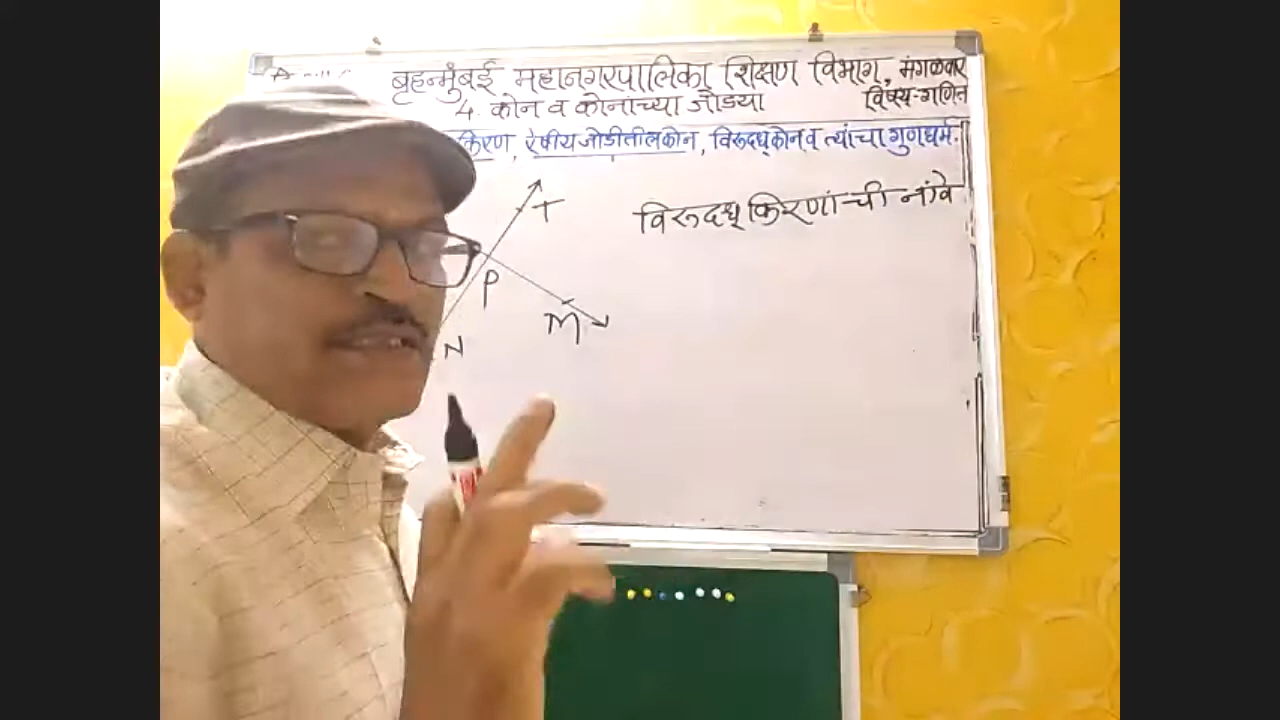 बृहन्मुंबई महानगरपालिका शिक्षण विभाग, मंगळवार
4. कोन व कोनांच्या जोड्या विषय-गणित
किरण, रेषीय जोडीतील कोन, विरूद्ध कोन व त्यांचा गुणधर्म.
विरूद्ध किरणांची नांवे
T
P
M
N